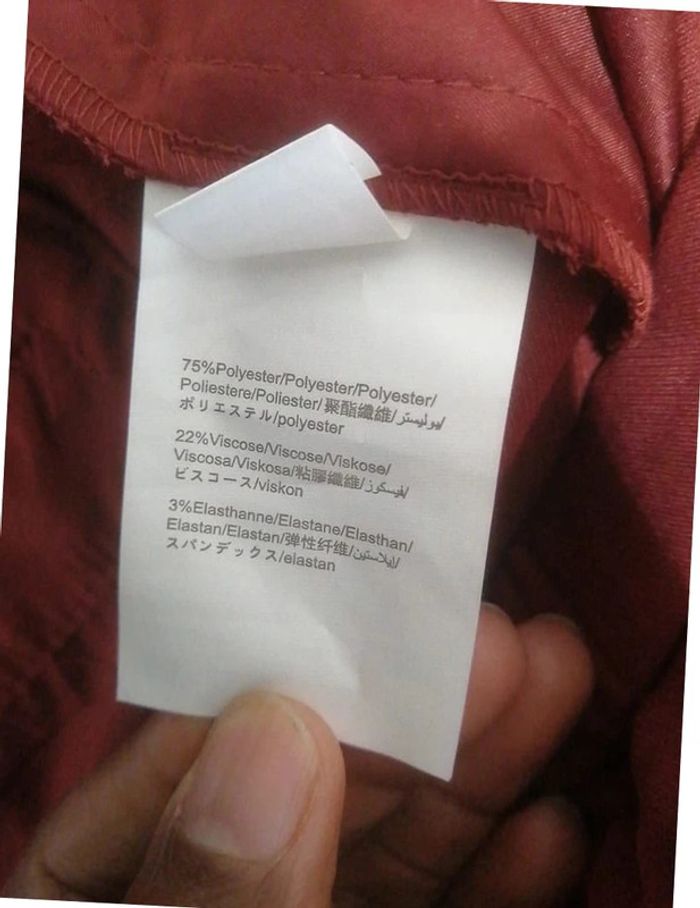 75%Polyester/Polyester/Polyester/
Poliestere/Poliester/聚酯纖維/بوليستر/
ポリエステル/polyester
22%Viscose/Viscose/Viskose/
Viscosa/Viskosa/粘膠纖維/فيسكوز/
ビスコース/viskon
3%Elasthanne/Elastane/Elasthan/
Elastan/Elastan/弹性纤维/إيلاستين/
スパンデックス/elastan